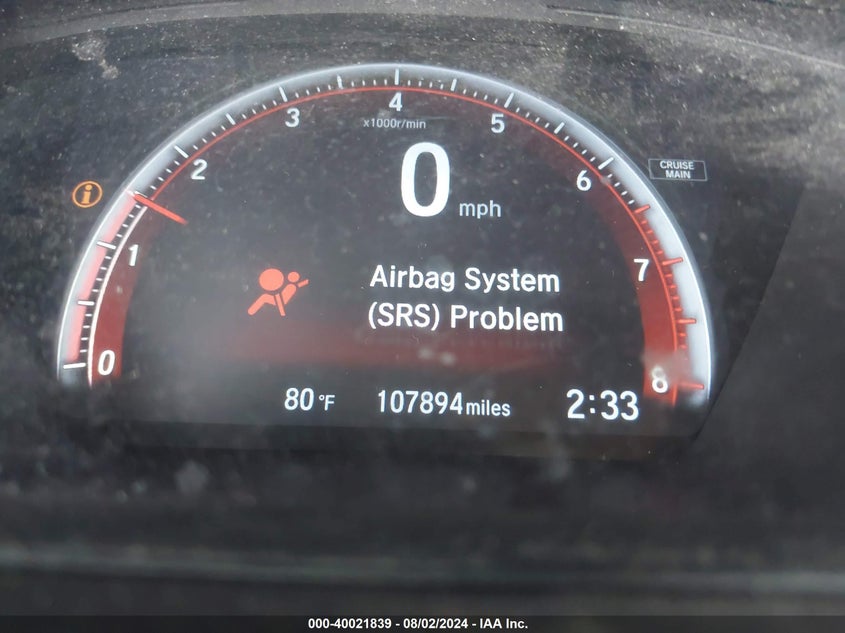 4
3
5
x1000r/min
2
6
CRUISE
MAIN
0
mph
i
1
7
Airbag System
(SRS) Problem
0
8
80°F
107894miles
2:33
000-40021839 - 08/02/2024 - IAA Inc.